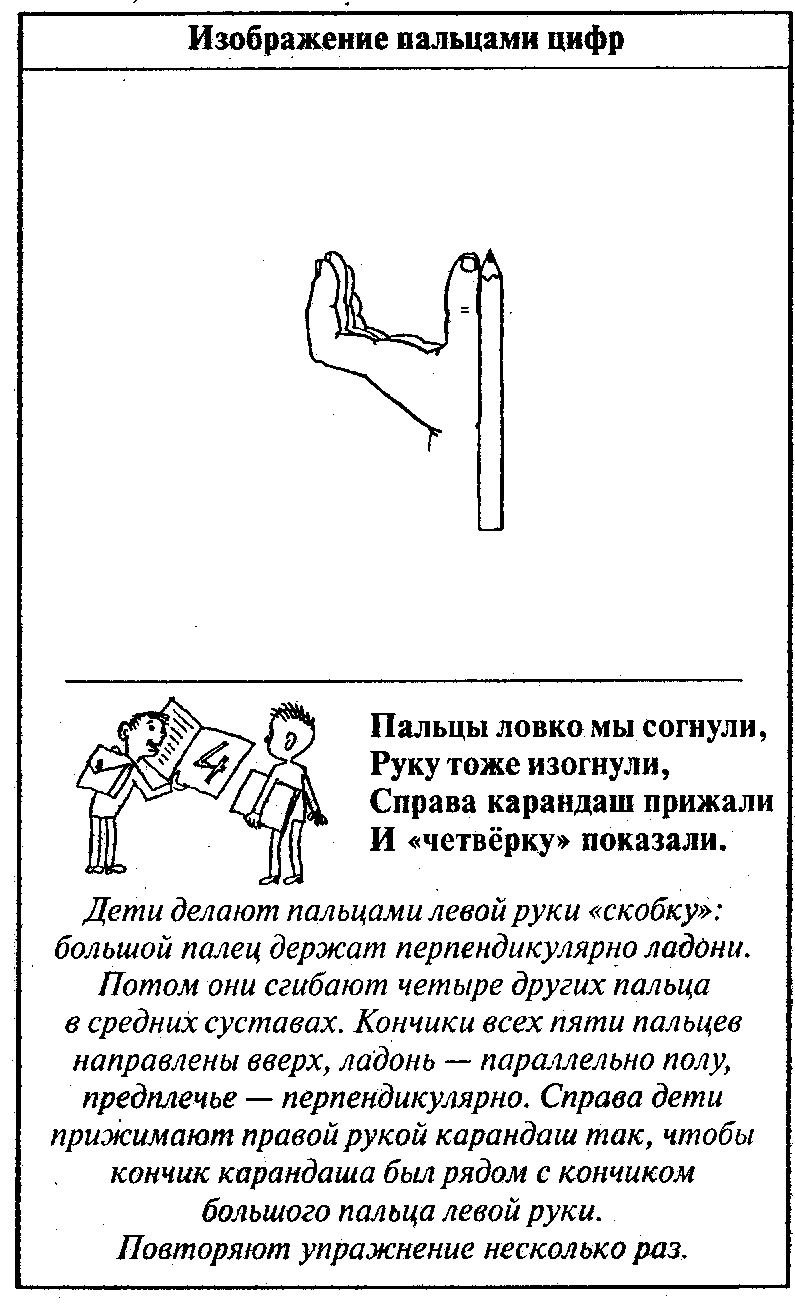 Изображение пальцами цифр
4
Пальцы ловко мы согнули,
Руку тоже изогнули,
Справа карандаш прижали
И «четвёрку» показали.
Дети делают пальцами левой руки «скобку»:
большой палец держат перпендикулярно ладони.
Потом они сгибают четыре других пальца
в средних суставах. Кончики всех пяти пальцев
направлены вверх, ладонь — параллельно полу,
предплечье — перпендикулярно. Справа дети
прижимают правой рукой карандаш так, чтобы
кончик карандаша был рядом с кончиком
большого пальца левой руки.
Повторяют упражнение несколько раз.